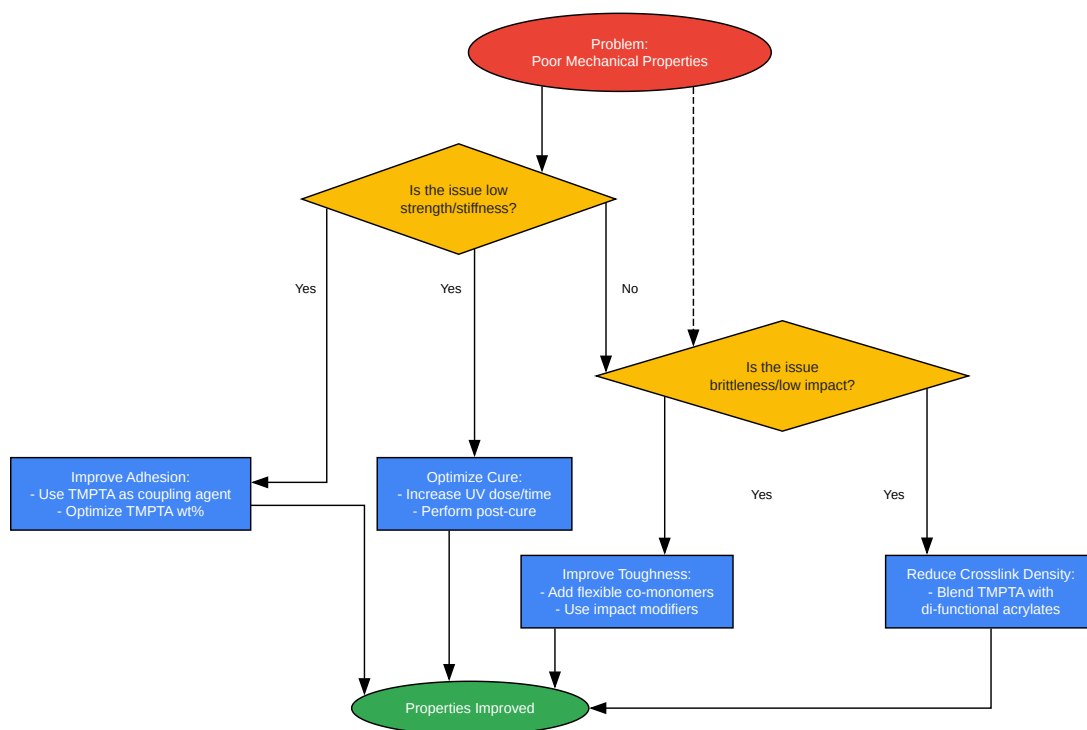 Problem:
Poor Mechanical Properties
Is the issue low
strength/stiffness?
Yes
Yes
No
Is the issue
brittleness/low impact?
Improve Adhesion:
- Use TMPTA as coupling agent
- Optimize TMPTA wt%
Optimize Cure:
- Increase UV dose/time
- Perform post-cure
Yes
Yes
Improve Toughness:
- Add flexible co-monomers
- Use impact modifiers
Reduce Crosslink Density:
- Blend TMPTA with
di-functional acrylates
Properties Improved